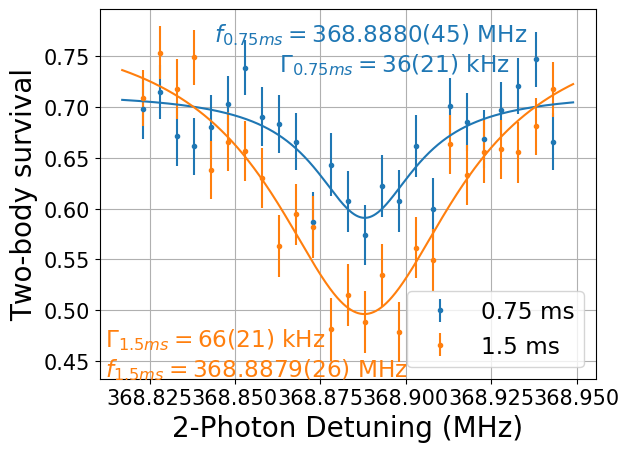 f_0.75ms = 368.8880(45) MHz
Γ_0.75ms = 36(21) kHz
0.75
0.70
0.65
0.60
0.55
0.50
0.45
Two-body survival
Γ_1.5ms = 66(21) kHz
f_1.5ms = 368.8879(26) MHz
0.75 ms
1.5 ms
368.825 368.850 368.875 368.900 368.925 368.950
2-Photon Detuning (MHz)